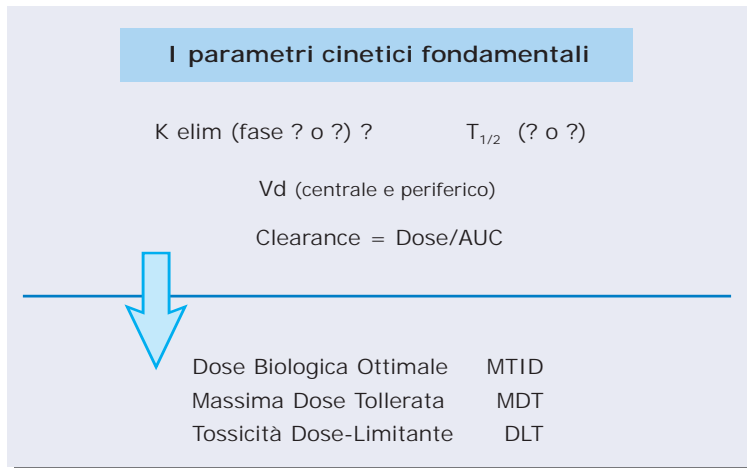 I parametri cinetici fondamentali
K elim (fase ? o ?) ? T1/2 (? o ?)
Vd (centrale e periferico)
Clearance = Dose/AUC
Dose Biologica Ottimale MTID
Massima Dose Tollerata MDT
Tossicità Dose-Limitante DLT